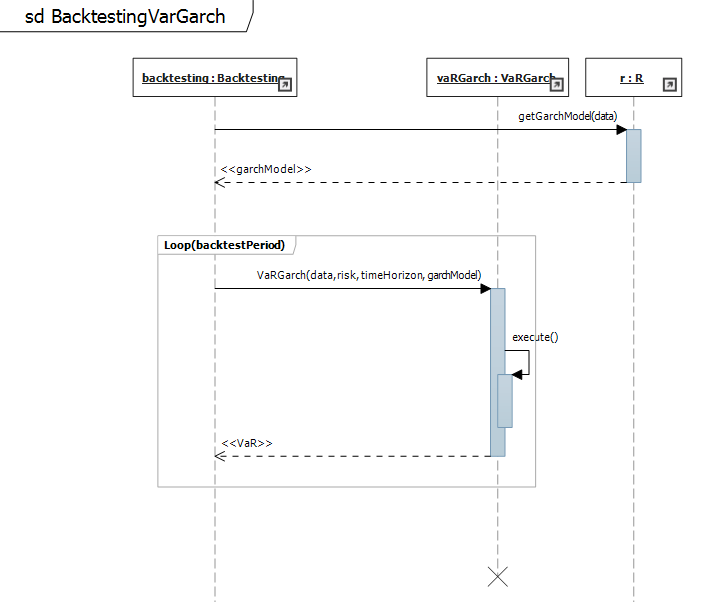 sd BacktestingVarGarch
backtesting : Backtesting
vaRGarch : VaRGarch
r : R
getGarchModel(data)
<<garchModel>>
Loop(backtestPeriod)
VaRGarch(data,risk,timeHorizon, garchModel)
execute()
<<VaR>>